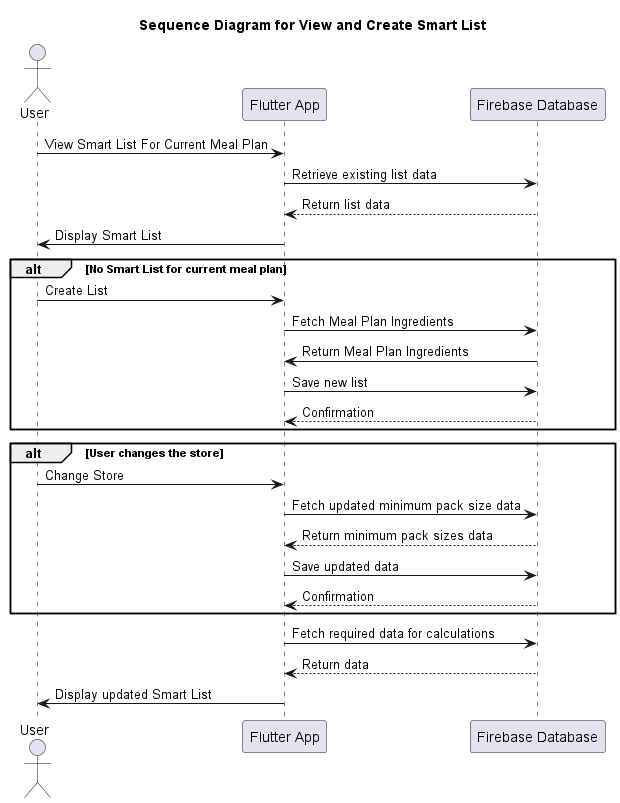 Sequence Diagram for View and Create Smart List
User
Flutter App
Firebase Database
View Smart List For Current Meal Plan
Retrieve existing list data
Return list data
Display Smart List
alt
[No Smart List for current meal plan]
Create List
Fetch Meal Plan Ingredients
Return Meal Plan Ingredients
Save new list
Confirmation
alt
[User changes the store]
Change Store
Fetch updated minimum pack size data
Return minimum pack sizes data
Save updated data
Confirmation
Fetch required data for calculations
Return data
Display updated Smart List
User
Flutter App
Firebase Database